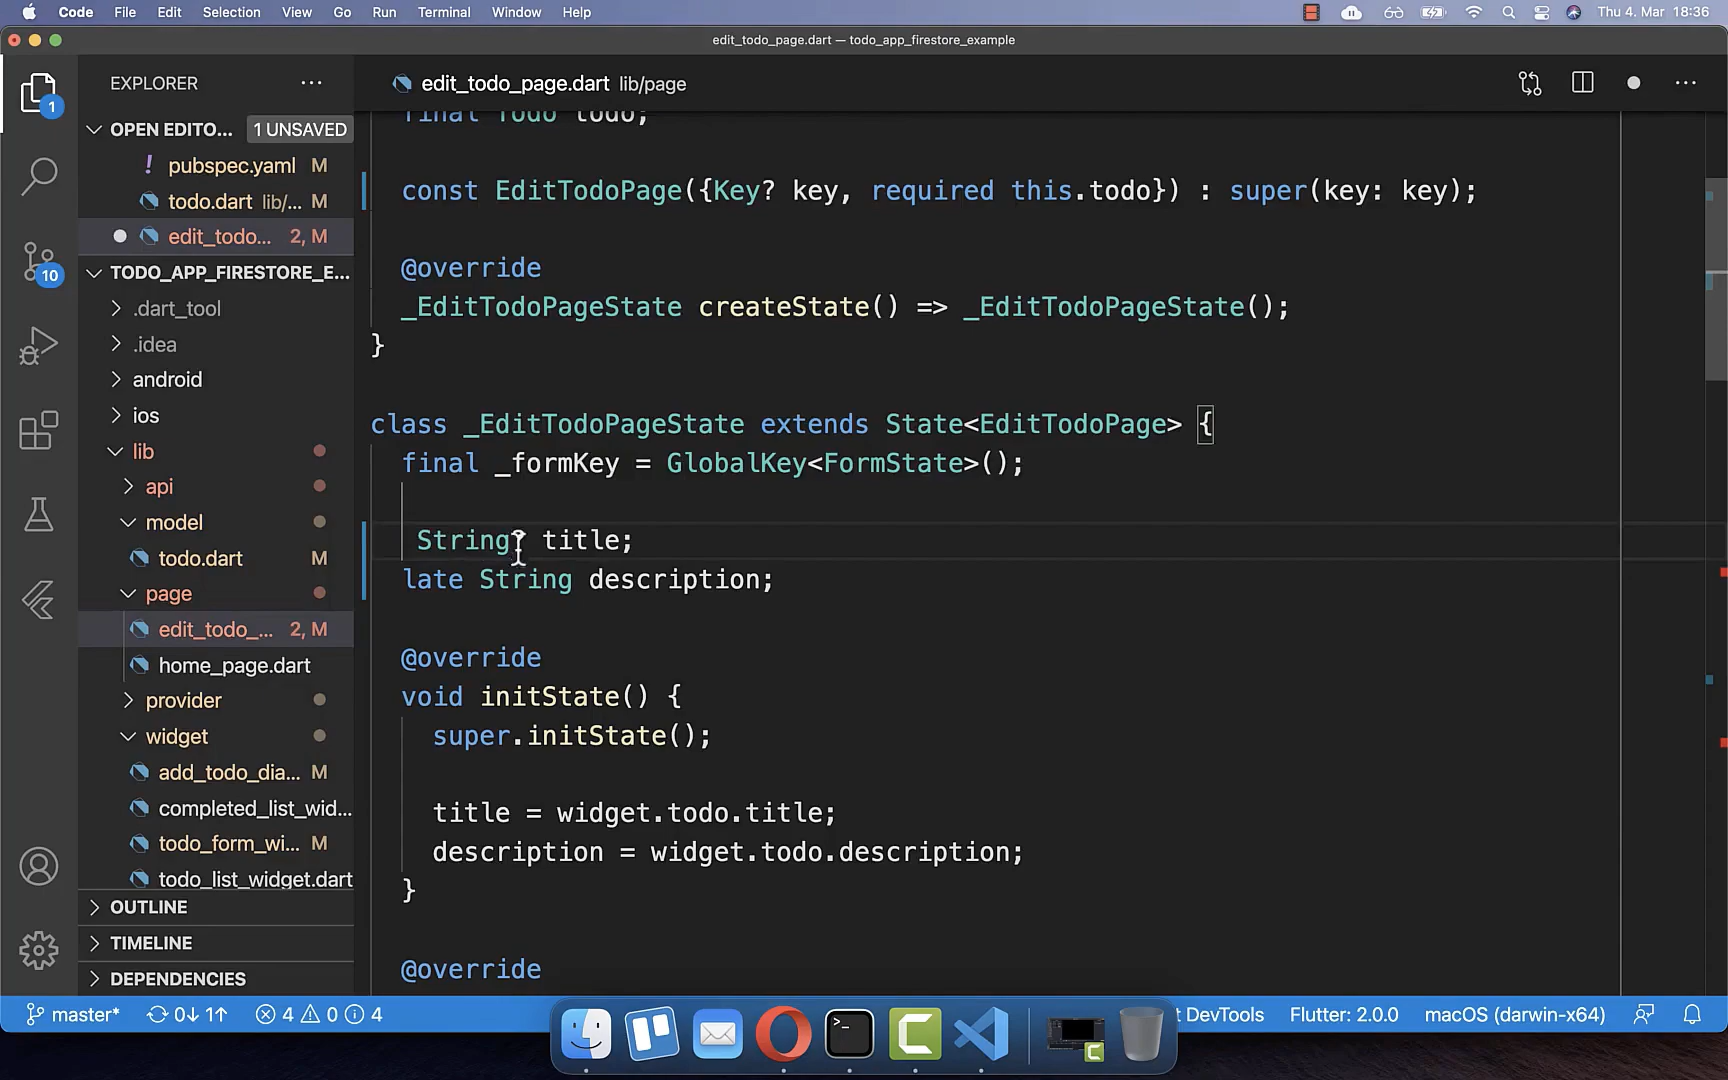 Code File Edit Selection View Go Run Terminal Window Help Thu 4. Mar 18:36
edit_todo_page.dart — todo_app_firestore_example
EXPLORER
edit_todo_page.dart lib/page
OPEN EDITO... 1 UNSAVED
! pubspec.yaml M
todo.dart lib/... M
edit_todo... 2, M
TODO_APP_FIRESTORE_E...
.dart_tool
.idea
android
ios
lib
api
model
todo.dart M
page
edit_todo_... 2, M
home_page.dart
provider
widget
add_todo_dia... M
completed_list_wid...
todo_form_wi... M
todo_list_widget.dart
OUTLINE
TIMELINE
DEPENDENCIES
1
10
final Todo todo;
const EditTodoPage({Key? key, required this.todo}) : super(key: key);
@override
_EditTodoPageState createState() => _EditTodoPageState();
}
class _EditTodoPageState extends State<EditTodoPage> {
final _formKey = GlobalKey<FormState>();
String? title;
late String description;
@override
void initState() {
super.initState();
title = widget.todo.title;
description = widget.todo.description;
}
@override
master* 0↓ 1↑ 4 0 4 DevTools Flutter: 2.0.0 macOS (darwin-x64)